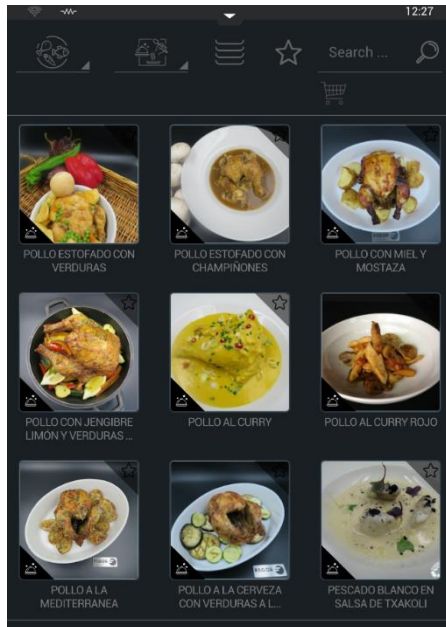 12:27
Search ...
POLLO ESTOFADO CON
VERDURAS
POLLO ESTOFADO CON
CHAMPIÑONES
POLLO CON MIEL Y
MOSTAZA
POLLO CON JENGIBRE
LIMÓN Y VERDURAS ...
POLLO AL CURRY
POLLO AL CURRY ROJO
POLLO A LA
MEDITERRANEA
POLLO A LA CERVEZA
CON VERDURAS A L...
PESCADO BLANCO EN
SALSA DE TXAKOLI